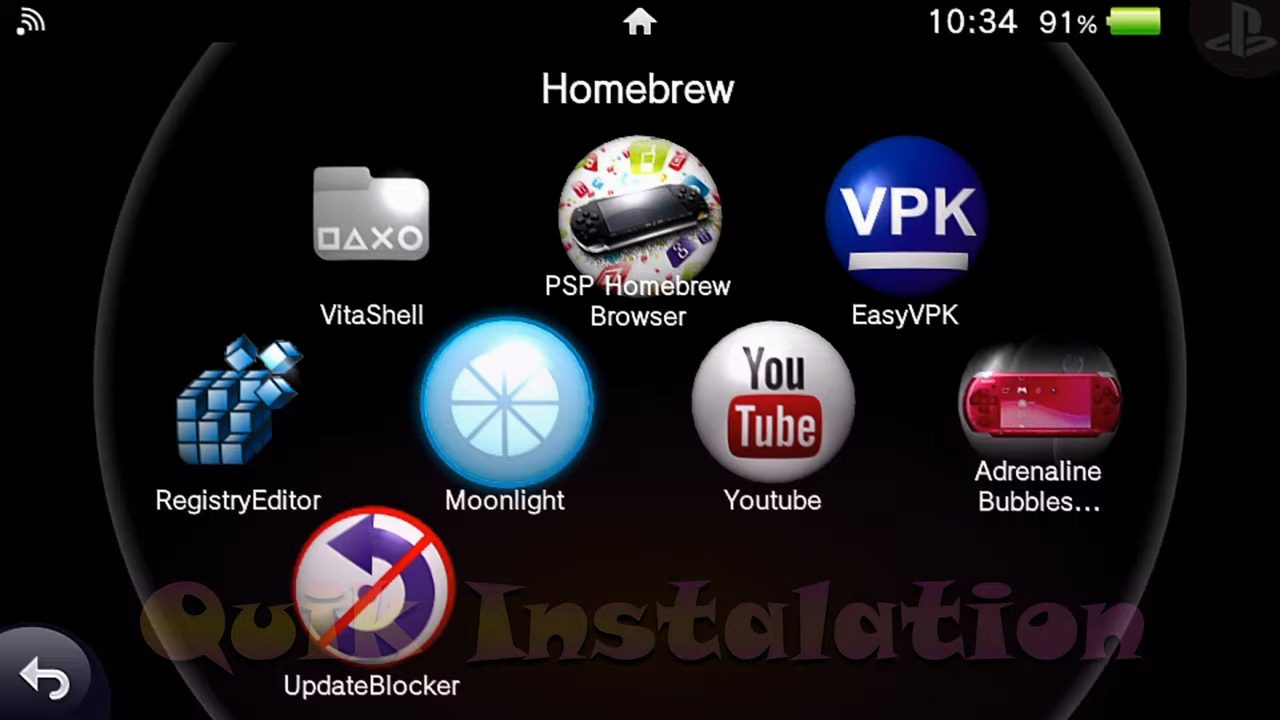 10:34 91%
Homebrew
VPK
VitaShell
PSP Homebrew
Browser
EasyVPK
You
Tube
RegistryEditor
Moonlight
Youtube
Adrenaline
Bubbles...
Quik Instalation
UpdateBlocker